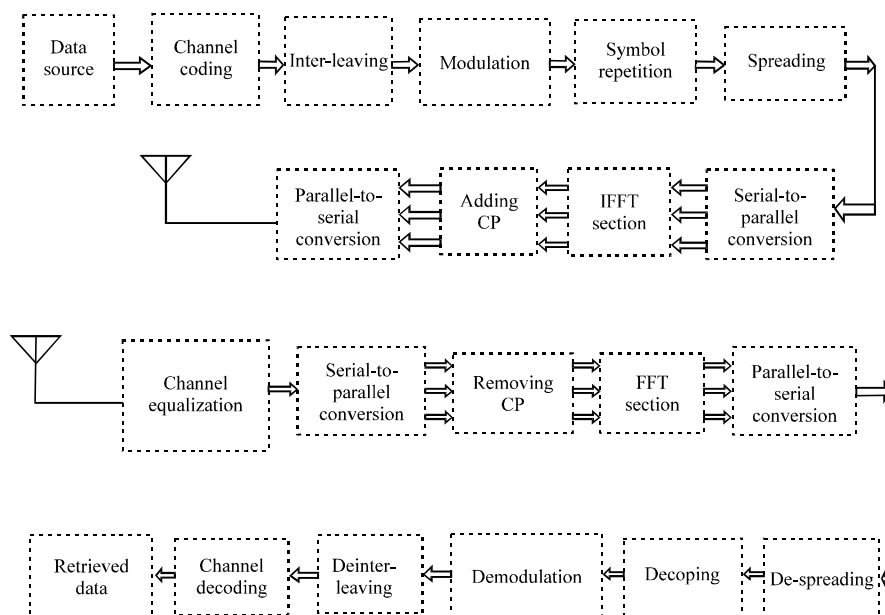 Data
source
Channel
coding
Inter-leaving
Modulation
Symbol
repetition
Spreading
Parallel-to-
serial
conversion
Adding
CP
IFFT
section
Serial-to-
parallel
conversion
Channel
equalization
Serial-to-
parallel
conversion
Removing
CP
FFT
section
Parallel-to-
serial
conversion
Retrieved
data
Channel
decoding
Deinter-
leaving
Demodulation
Decoping
De-spreading